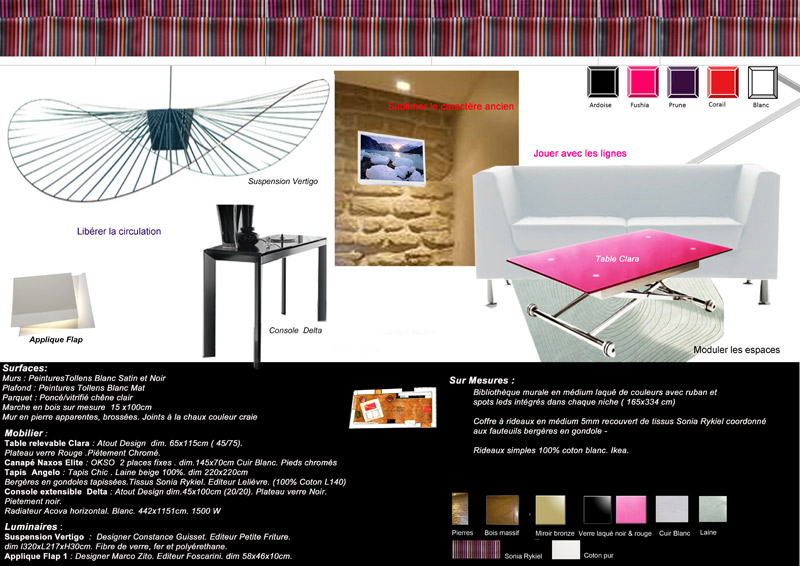 Ardoise
Fushia
Prune
Corail
Blanc
Sublimer le caractère ancien
Jouer avec les lignes
Suspension Vertigo
Libérer la circulation
Table Clara
Console Delta
Applique Flap
Moduler les espaces
Surfaces:
Murs : PeinturesTollens Blanc Satin et Noir
Plafond : Peintures Tollens Blanc Mat
Parquet : Poncé/vitrifié chêne clair
Marche en bois sur mesure 15 x100cm
Mur en pierre apparentes, brossées. Joints à la chaux couleur craie
Mobilier :
Table relevable Clara : Atout Design dim. 65x115cm ( 45/75).
Plateau verre Rouge .Piètement Chromé.
Canapé Naxos Elite : OKSO 2 places fixes . dim.145x70cm Cuir Blanc. Pieds chromés
Tapis Angelo : Tapis Chic . Laine beige 100%. dim 220x220cm
Bergères en gondoles tapissées.Tissus Sonia Rykiel. Editeur Lelièvre. (100% Coton L140)
Console extensible Delta : Atout Design dim.45x100cm (20/20). Plateau verre Noir.
Pietement noir.
Radiateur Acova horizontal. Blanc. 442x1151cm. 1500 W
Luminaires :
Suspension Vertigo : Designer Constance Guisset. Editeur Petite Friture.
dim l320xL217xH30cm. Fibre de verre, fer et polyéréthane.
Applique Flap 1 : Designer Marco Zito. Editeur Foscarini. dim 58x46x10cm.
Sur Mesures :
Bibliothèque murale en médium laqué de couleurs avec ruban et
spots leds intégrés dans chaque niche ( 165x334 cm)
Coffre à rideaux en médium 5mm recouvert de tissus Sonia Rykiel coordonné
aux fauteuils bergères en gondole -
Rideaux simples 100% coton blanc. Ikea.
Pierres
Bois massif
Miroir bronze
Verre laqué noir & rouge
Cuir Blanc
Laine
Sonia Rykiel
Coton pur